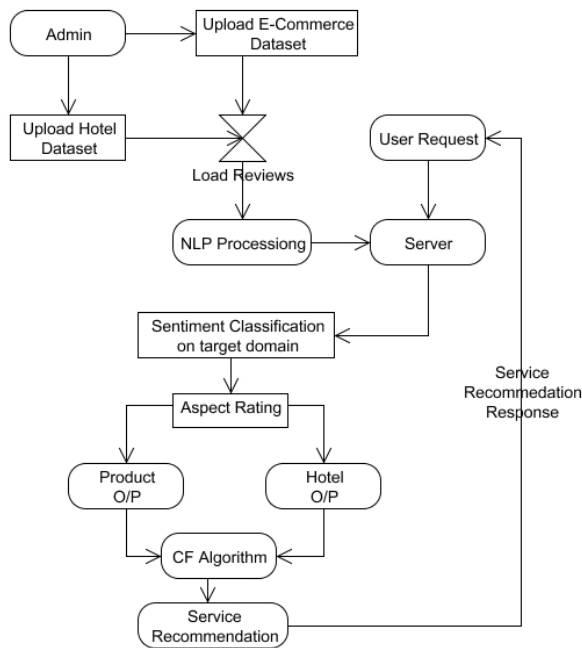 Admin
Upload E-Commerce
Dataset
Upload Hotel
Dataset
User Request
Load Reviews
NLP Processiong
Server
Sentiment Classification
on target domain
Service
Recommedation
Response
Aspect Rating
Product
O/P
Hotel
O/P
CF Algorithm
Service
Recommendation